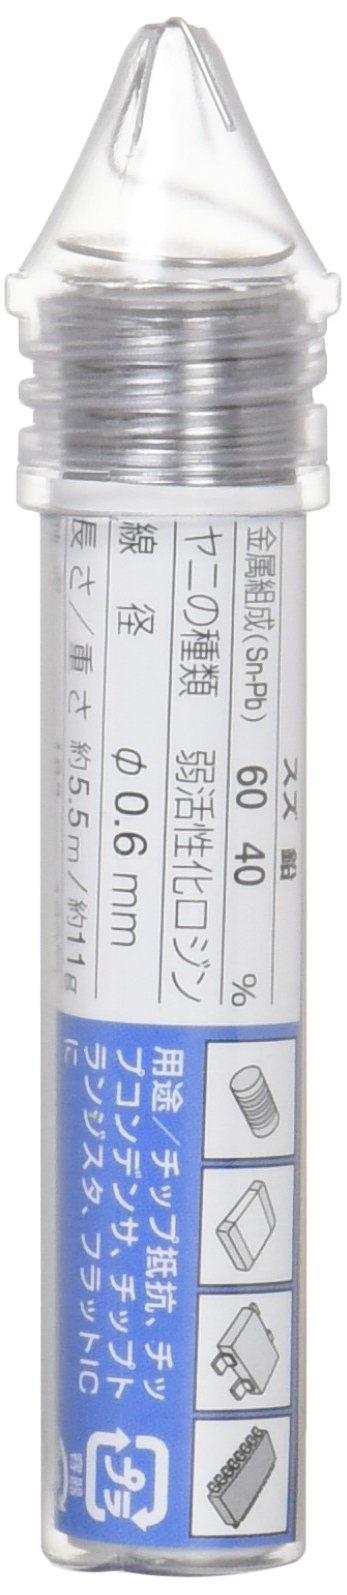 スズ 鉛
金属組成(Sn-Pb) 60 40 %
ヤニの種類 弱活性化ロジン
線 径 φ0.6mm
長さ/重さ 約5.5m/約11g
用途/チップ抵抗、チッ
プコンデンサ、チップト
ランジスタ、フラットIC
に
プラ
容器